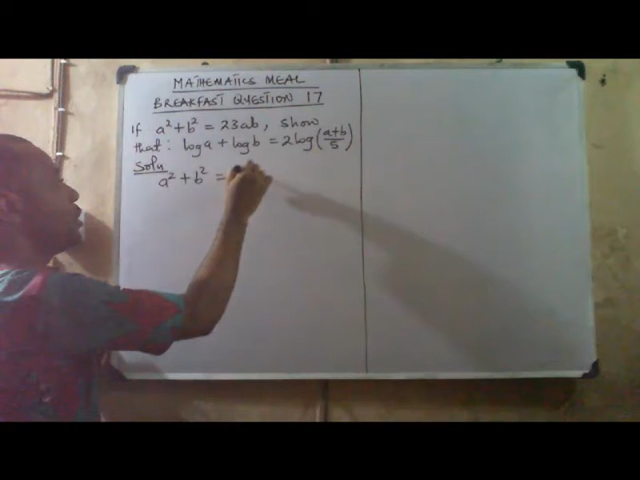 MATHEMATICS MEAL
BREAKFAST QUESTION 17
If a² + b² = 23ab, show
that: log a + log b = 2 log (a+b/5)
Soln
a² + b² =